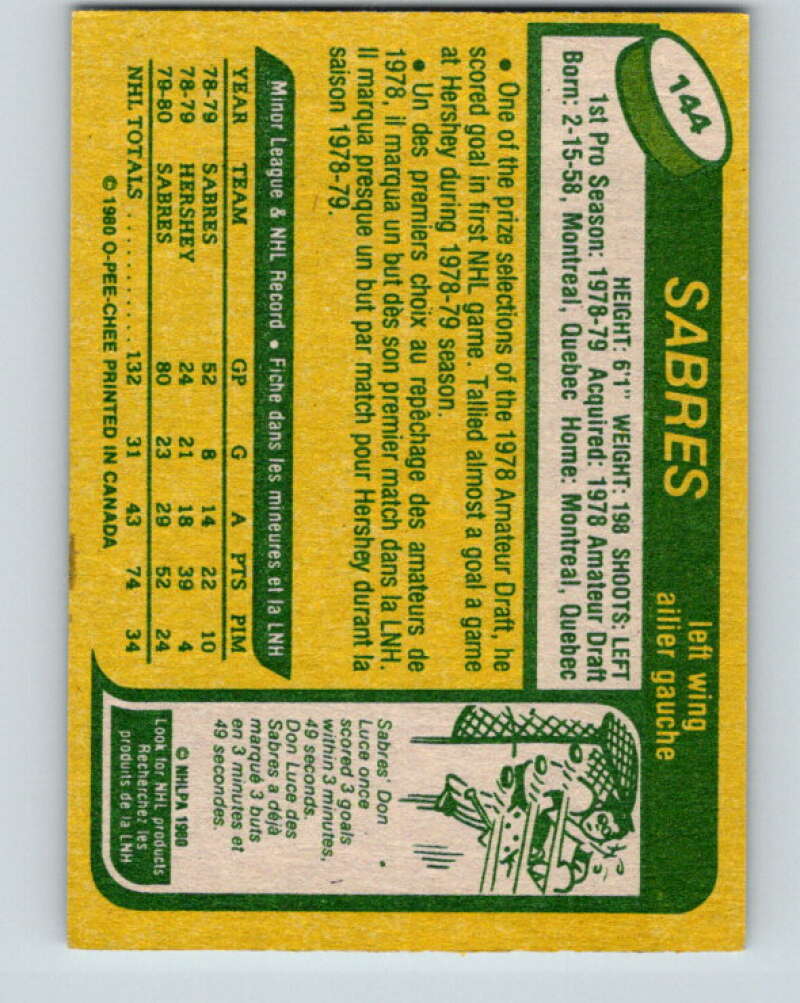 144
SABRES
left wing
ailier gauche
HEIGHT: 6'1" WEIGHT: 198 SHOOTS: LEFT
1st Pro Season: 1978-79 Acquired: 1978 Amateur Draft
Born: 2-15-58, Montreal, Quebec Home: Montreal, Quebec
• One of the prize selections of the 1978 Amateur Draft, he
scored goal in first NHL game. Tallied almost a goal a game
at Hershey during 1978-79 season.
• Un des premiers choix au repêchage des amateurs de
1978, il marqua un but dès son premier match dans la LNH.
Il marqua presque un but par match pour Hershey durant la
saison 1978-79.
Minor League & NHL Record • Fiche dans les mineures et la LNH
YEAR TEAM GP G A PTS PIM
78-79 SABRES 52 8 14 22 10
78-79 HERSHEY 24 21 18 39 4
79-80 SABRES 80 23 29 52 24
NHL TOTALS .......... 132 31 43 74 34
© 1980 O-PEE-CHEE PRINTED IN CANADA
Sabres' Don
Luce once
scored 3 goals
within 3 minutes,
49 seconds.
Don Luce des
Sabres a déjà
marqué 3 buts
en 3 minutes et
49 secondes.
© NHLPA 1980
Look for NHL products
Recherchez les
produits de la LNH